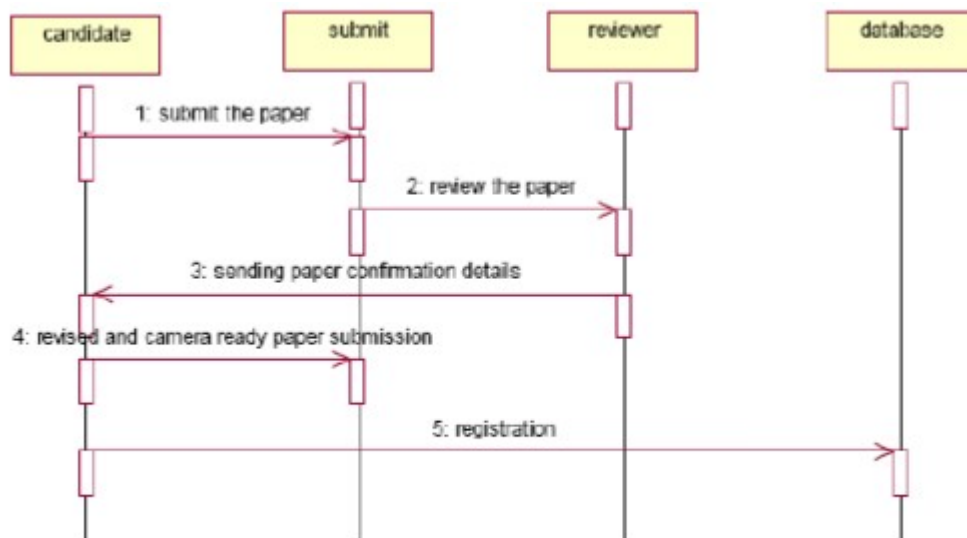 candidate
submit
reviewer
database
1: submit the paper
2: review the paper
3: sending paper confirmation details
4: revised and camera ready paper submission
5: registration